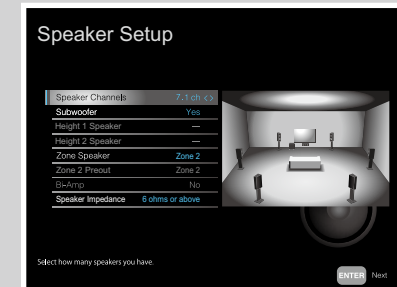 Speaker Setup
Speaker Channels 7.1 ch <>
Subwoofer Yes
Height 1 Speaker —
Height 2 Speaker —
Zone Speaker Zone 2
Zone 2 Preout Zone 2
Bi-Amp No
Speaker Impedance 6 ohms or above
Select how many speakers you have.
ENTER Next